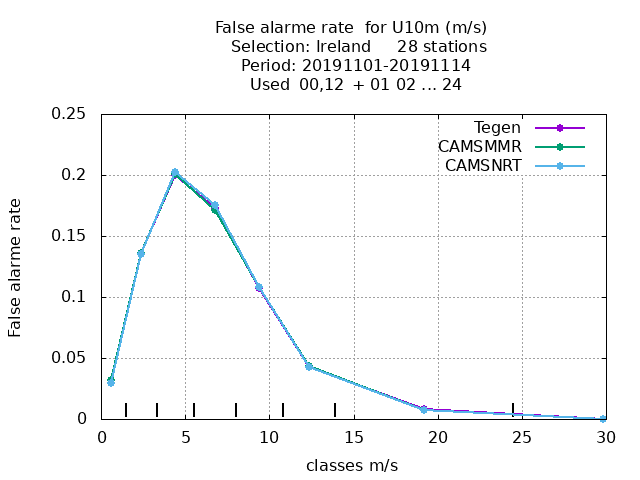 False alarme rate  for U10m (m/s)
Selection: Ireland     28 stations
Period: 20191101-20191114
Used  00,12  + 01 02 ... 24
0.25
0.2
0.15
0.1
0.05
0
False alarme rate
Tegen
CAMSMMR
CAMSNRT
0 5 10 15 20 25 30
classes m/s